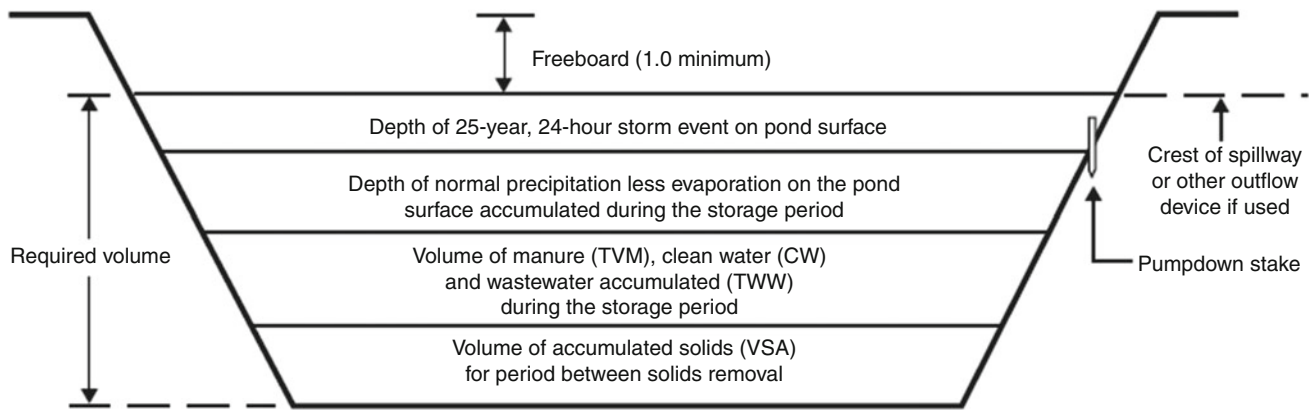 Freeboard (1.0 minimum)
Depth of 25-year, 24-hour storm event on pond surface
Crest of spillway
or other outflow
device if used
Depth of normal precipitation less evaporation on the pond
surface accumulated during the storage period
Required volume
Volume of manure (TVM), clean water (CW)
and wastewater accumulated (TWW)
during the storage period
Pumpdown stake
Volume of accumulated solids (VSA)
for period between solids removal